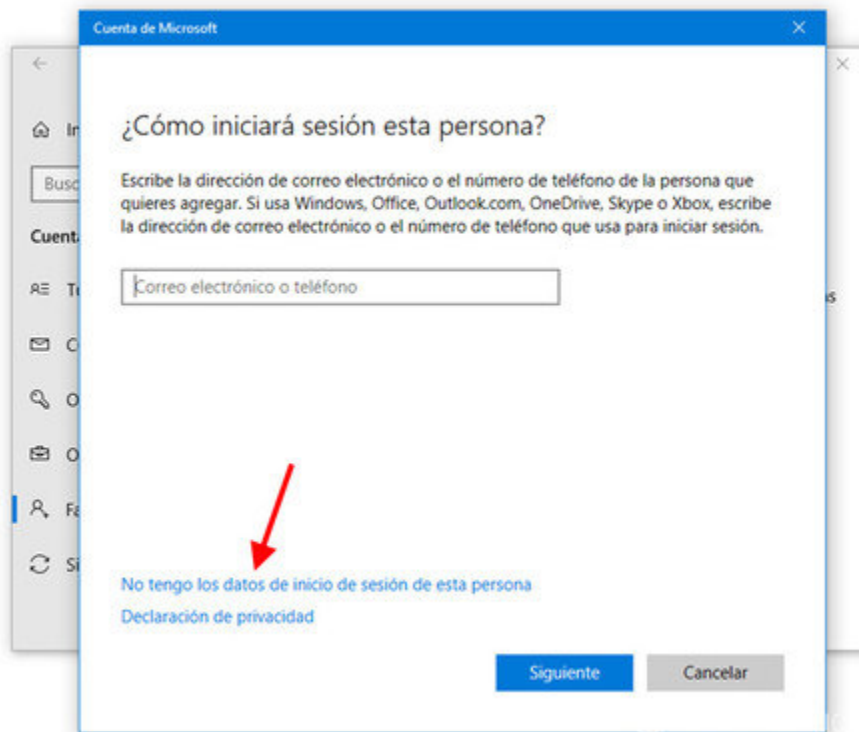 Cuenta de Microsoft
¿Cómo iniciará sesión esta persona?
Escribe la dirección de correo electrónico o el número de teléfono de la persona que
quieres agregar. Si usa Windows, Office, Outlook.com, OneDrive, Skype o Xbox, escribe
la dirección de correo electrónico o el número de teléfono que usa para iniciar sesión.
Correo electrónico o teléfono
No tengo los datos de inicio de sesión de esta persona
Declaración de privacidad
Siguiente
Cancelar